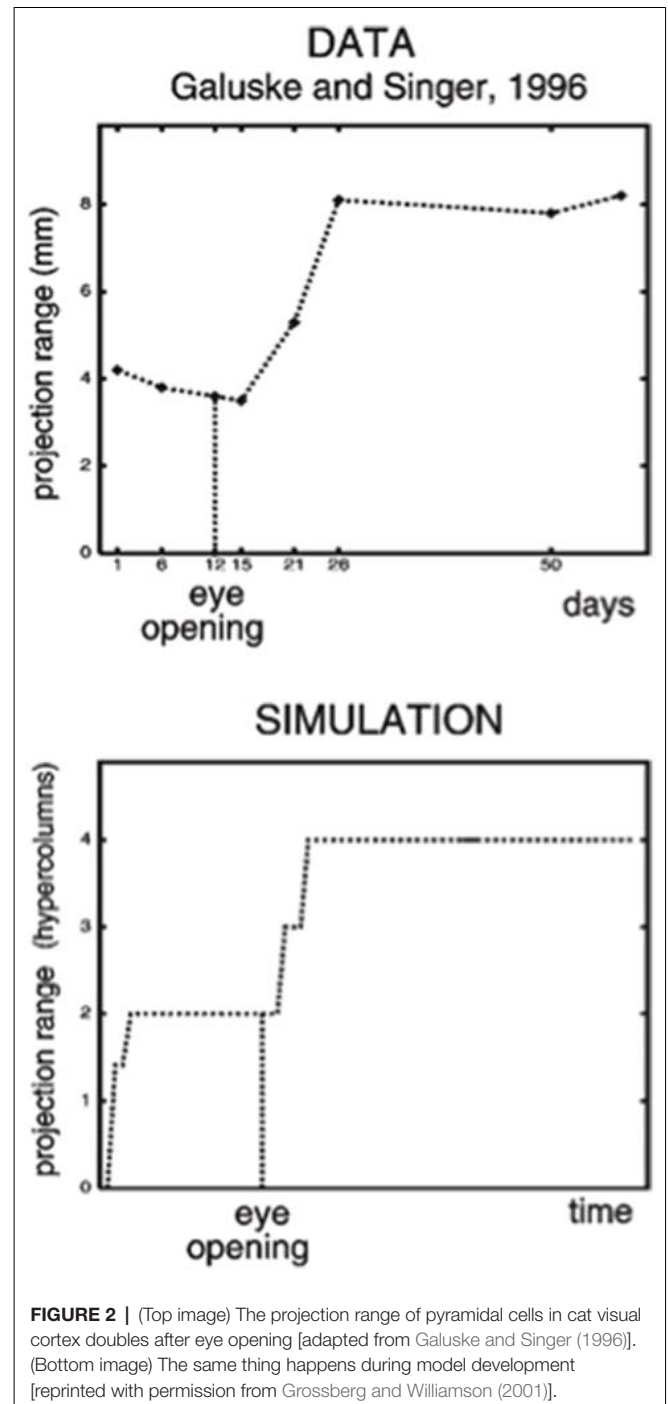 DATA
Galuske and Singer, 1996
projection range (mm)
8
6
4
2
0
1 6 12 15 21 26 50
eye
opening
days
SIMULATION
projection range (hypercolumns)
4
3
2
1
0
eye
opening
time
FIGURE 2 | (Top image) The projection range of pyramidal cells in cat visual
cortex doubles after eye opening [adapted from Galuske and Singer (1996)].
(Bottom image) The same thing happens during model development
[reprinted with permission from Grossberg and Williamson (2001)].